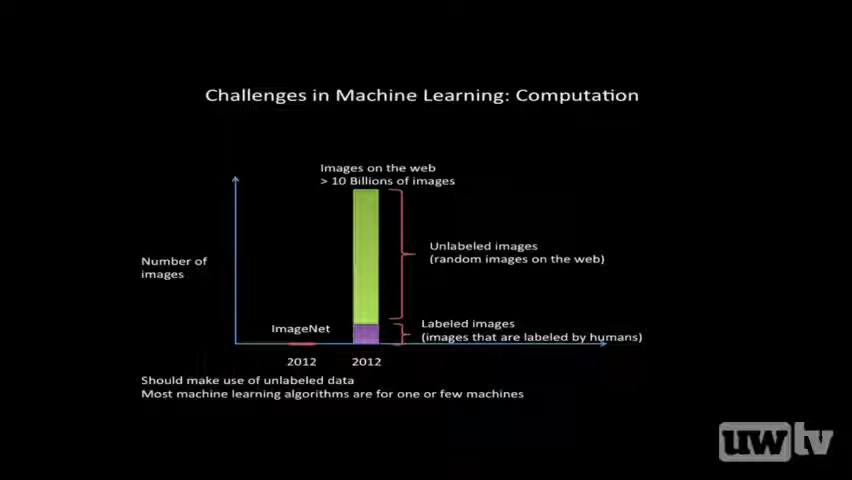 Challenges in Machine Learning: Computation
Images on the web
> 10 Billions of images
Number of
images
Unlabeled images
(random images on the web)
ImageNet
Labeled images
(images that are labeled by humans)
2012
2012
Should make use of unlabeled data
Most machine learning algorithms are for one or few machines
uwtv